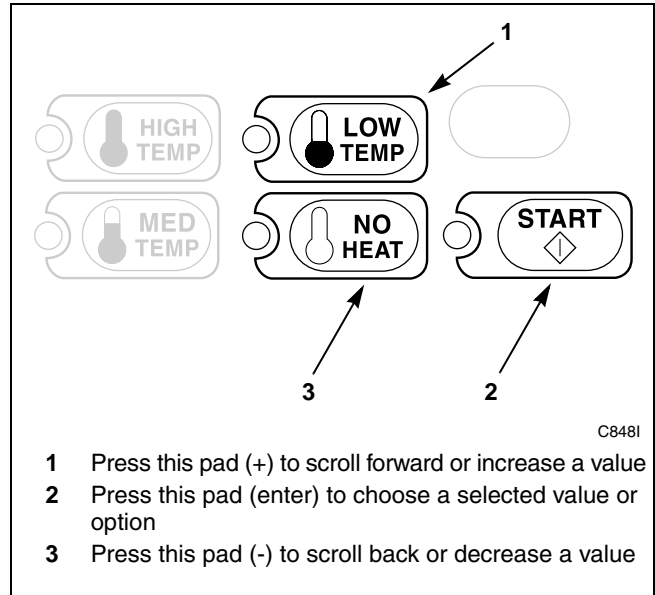 1
HIGH
TEMP
LOW
TEMP
MED
TEMP
NO
HEAT
START
3
2
C848I
1 Press this pad (+) to scroll forward or increase a value
2 Press this pad (enter) to choose a selected value or
option
3 Press this pad (-) to scroll back or decrease a value